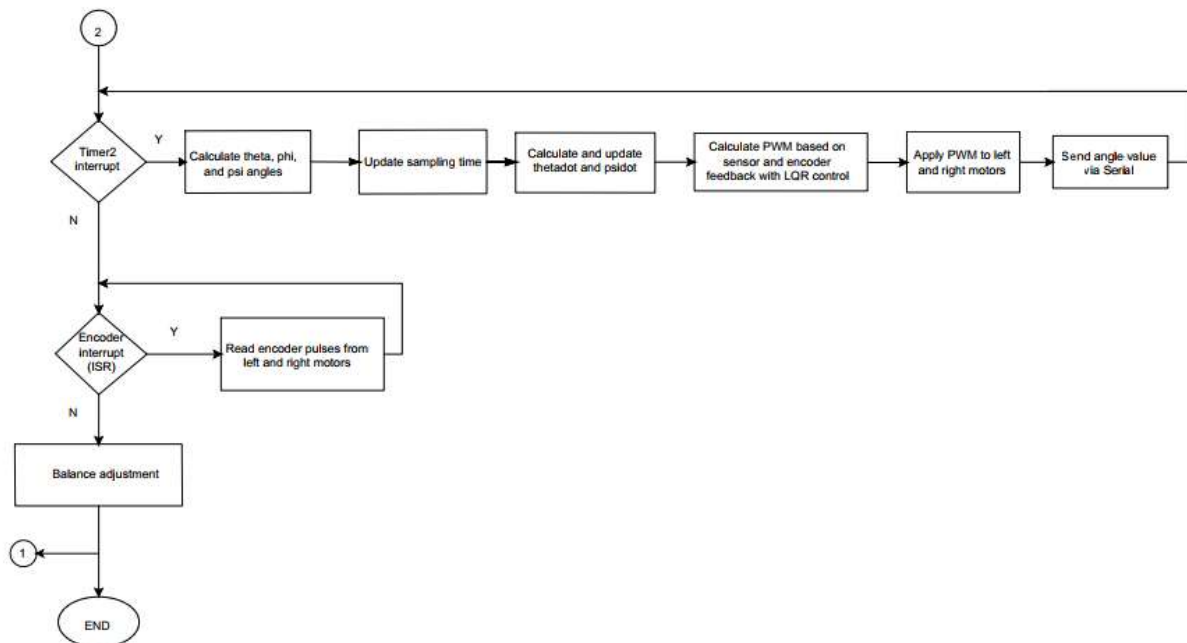 2
Timer2
interrupt
Y
Calculate theta, phi,
and psi angles
Update sampling time
Calculate and update
thetadot and psidot
Calculate PWM based on
sensor and encoder
feedback with LQR control
Apply PWM to left
and right motors
Send angle value
via Serial
N
Encoder
interrupt
(ISR)
Y
Read encoder pulses from
left and right motors
N
Balance adjustment
1
END